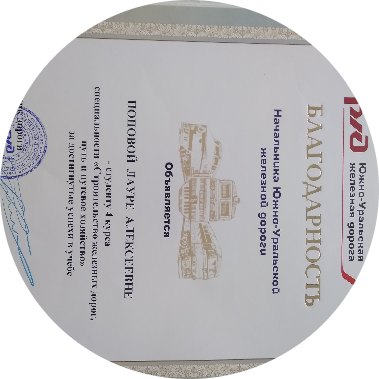 РЖД
Южно-Уральская
железная дорога
БЛАГОДАРНОСТЬ
Начальника Южно-Уральской
железной дороги
Объявляется
ПОПОВОЙ ЛАУРЕ АЛЕКСЕЕВНЕ
- студенту 4 курса
специальности «Строительство железных дорог,
путь и путевое хозяйство»
за достигнутые успехи в учебе